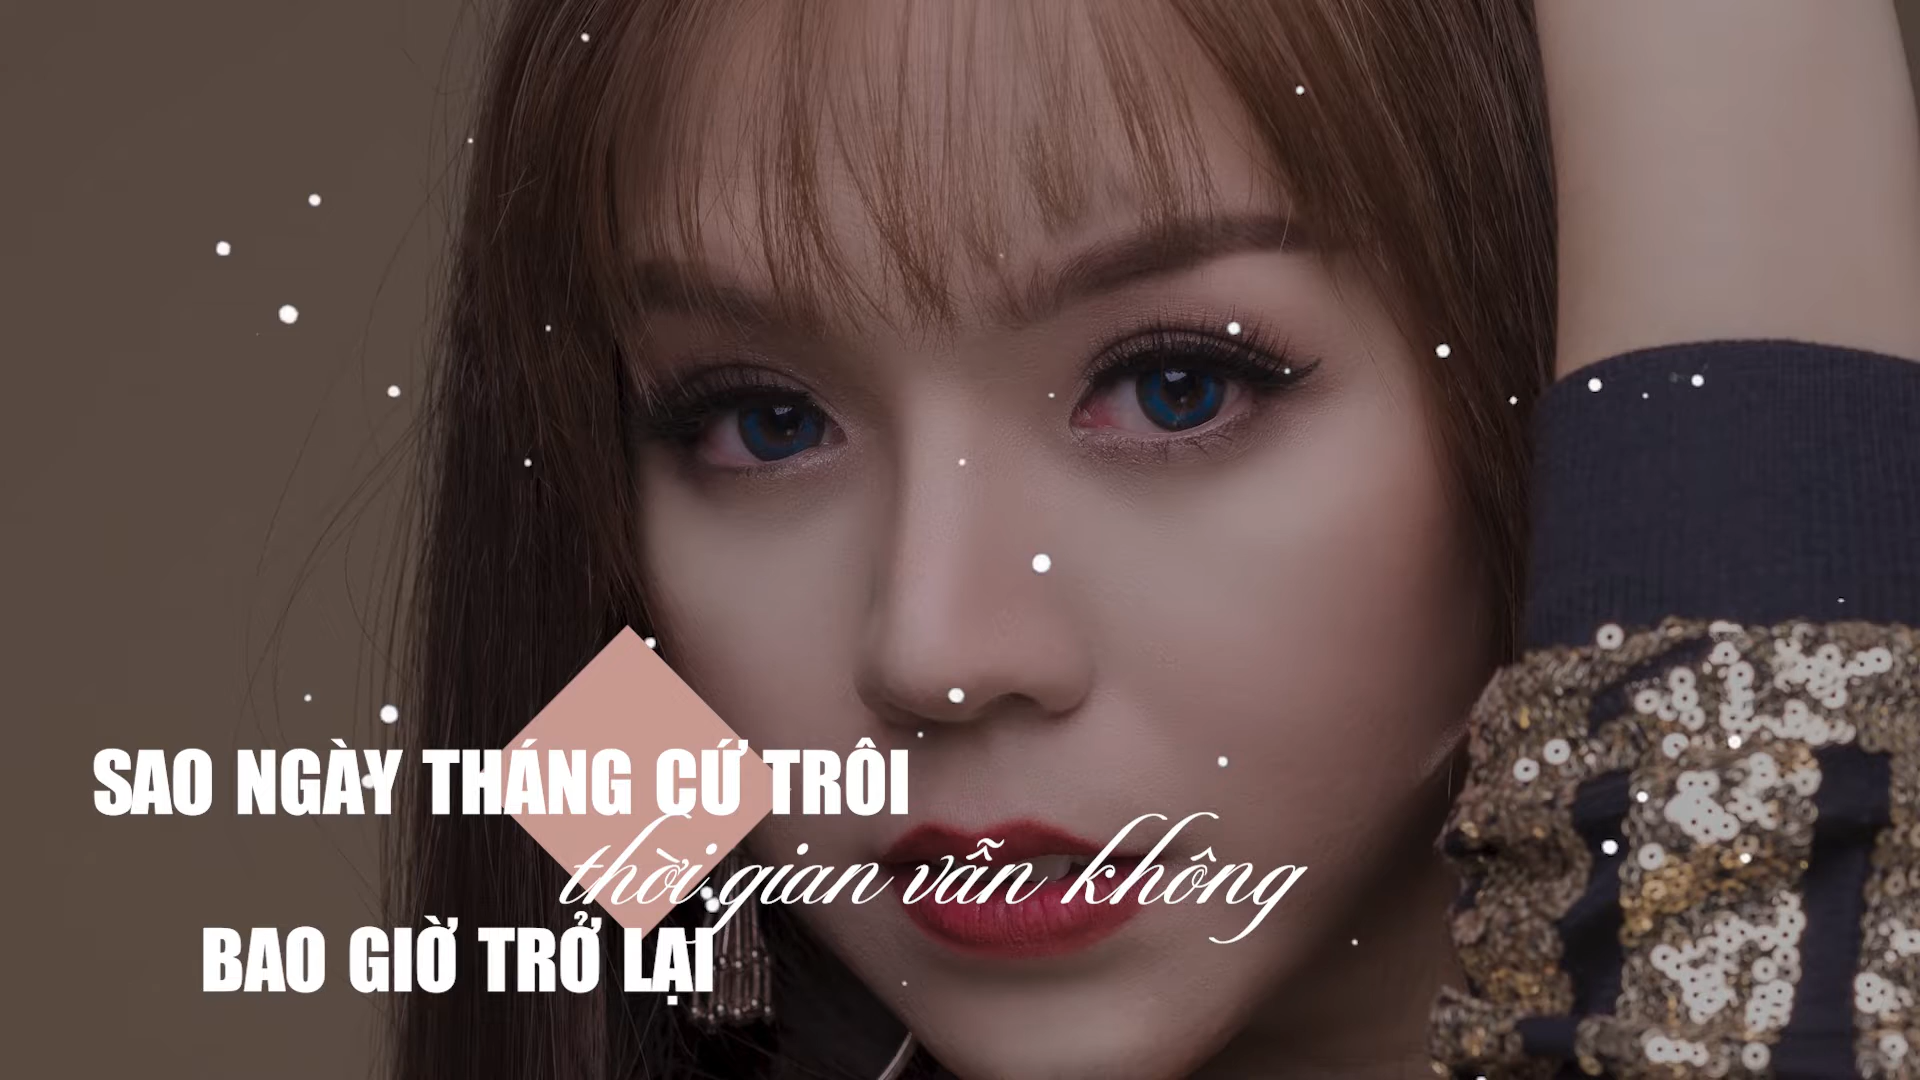 SAO NGÀY THÁNG CỨ TRÔI
thời gian vẫn không
BAO GIỜ TRỞ LẠI